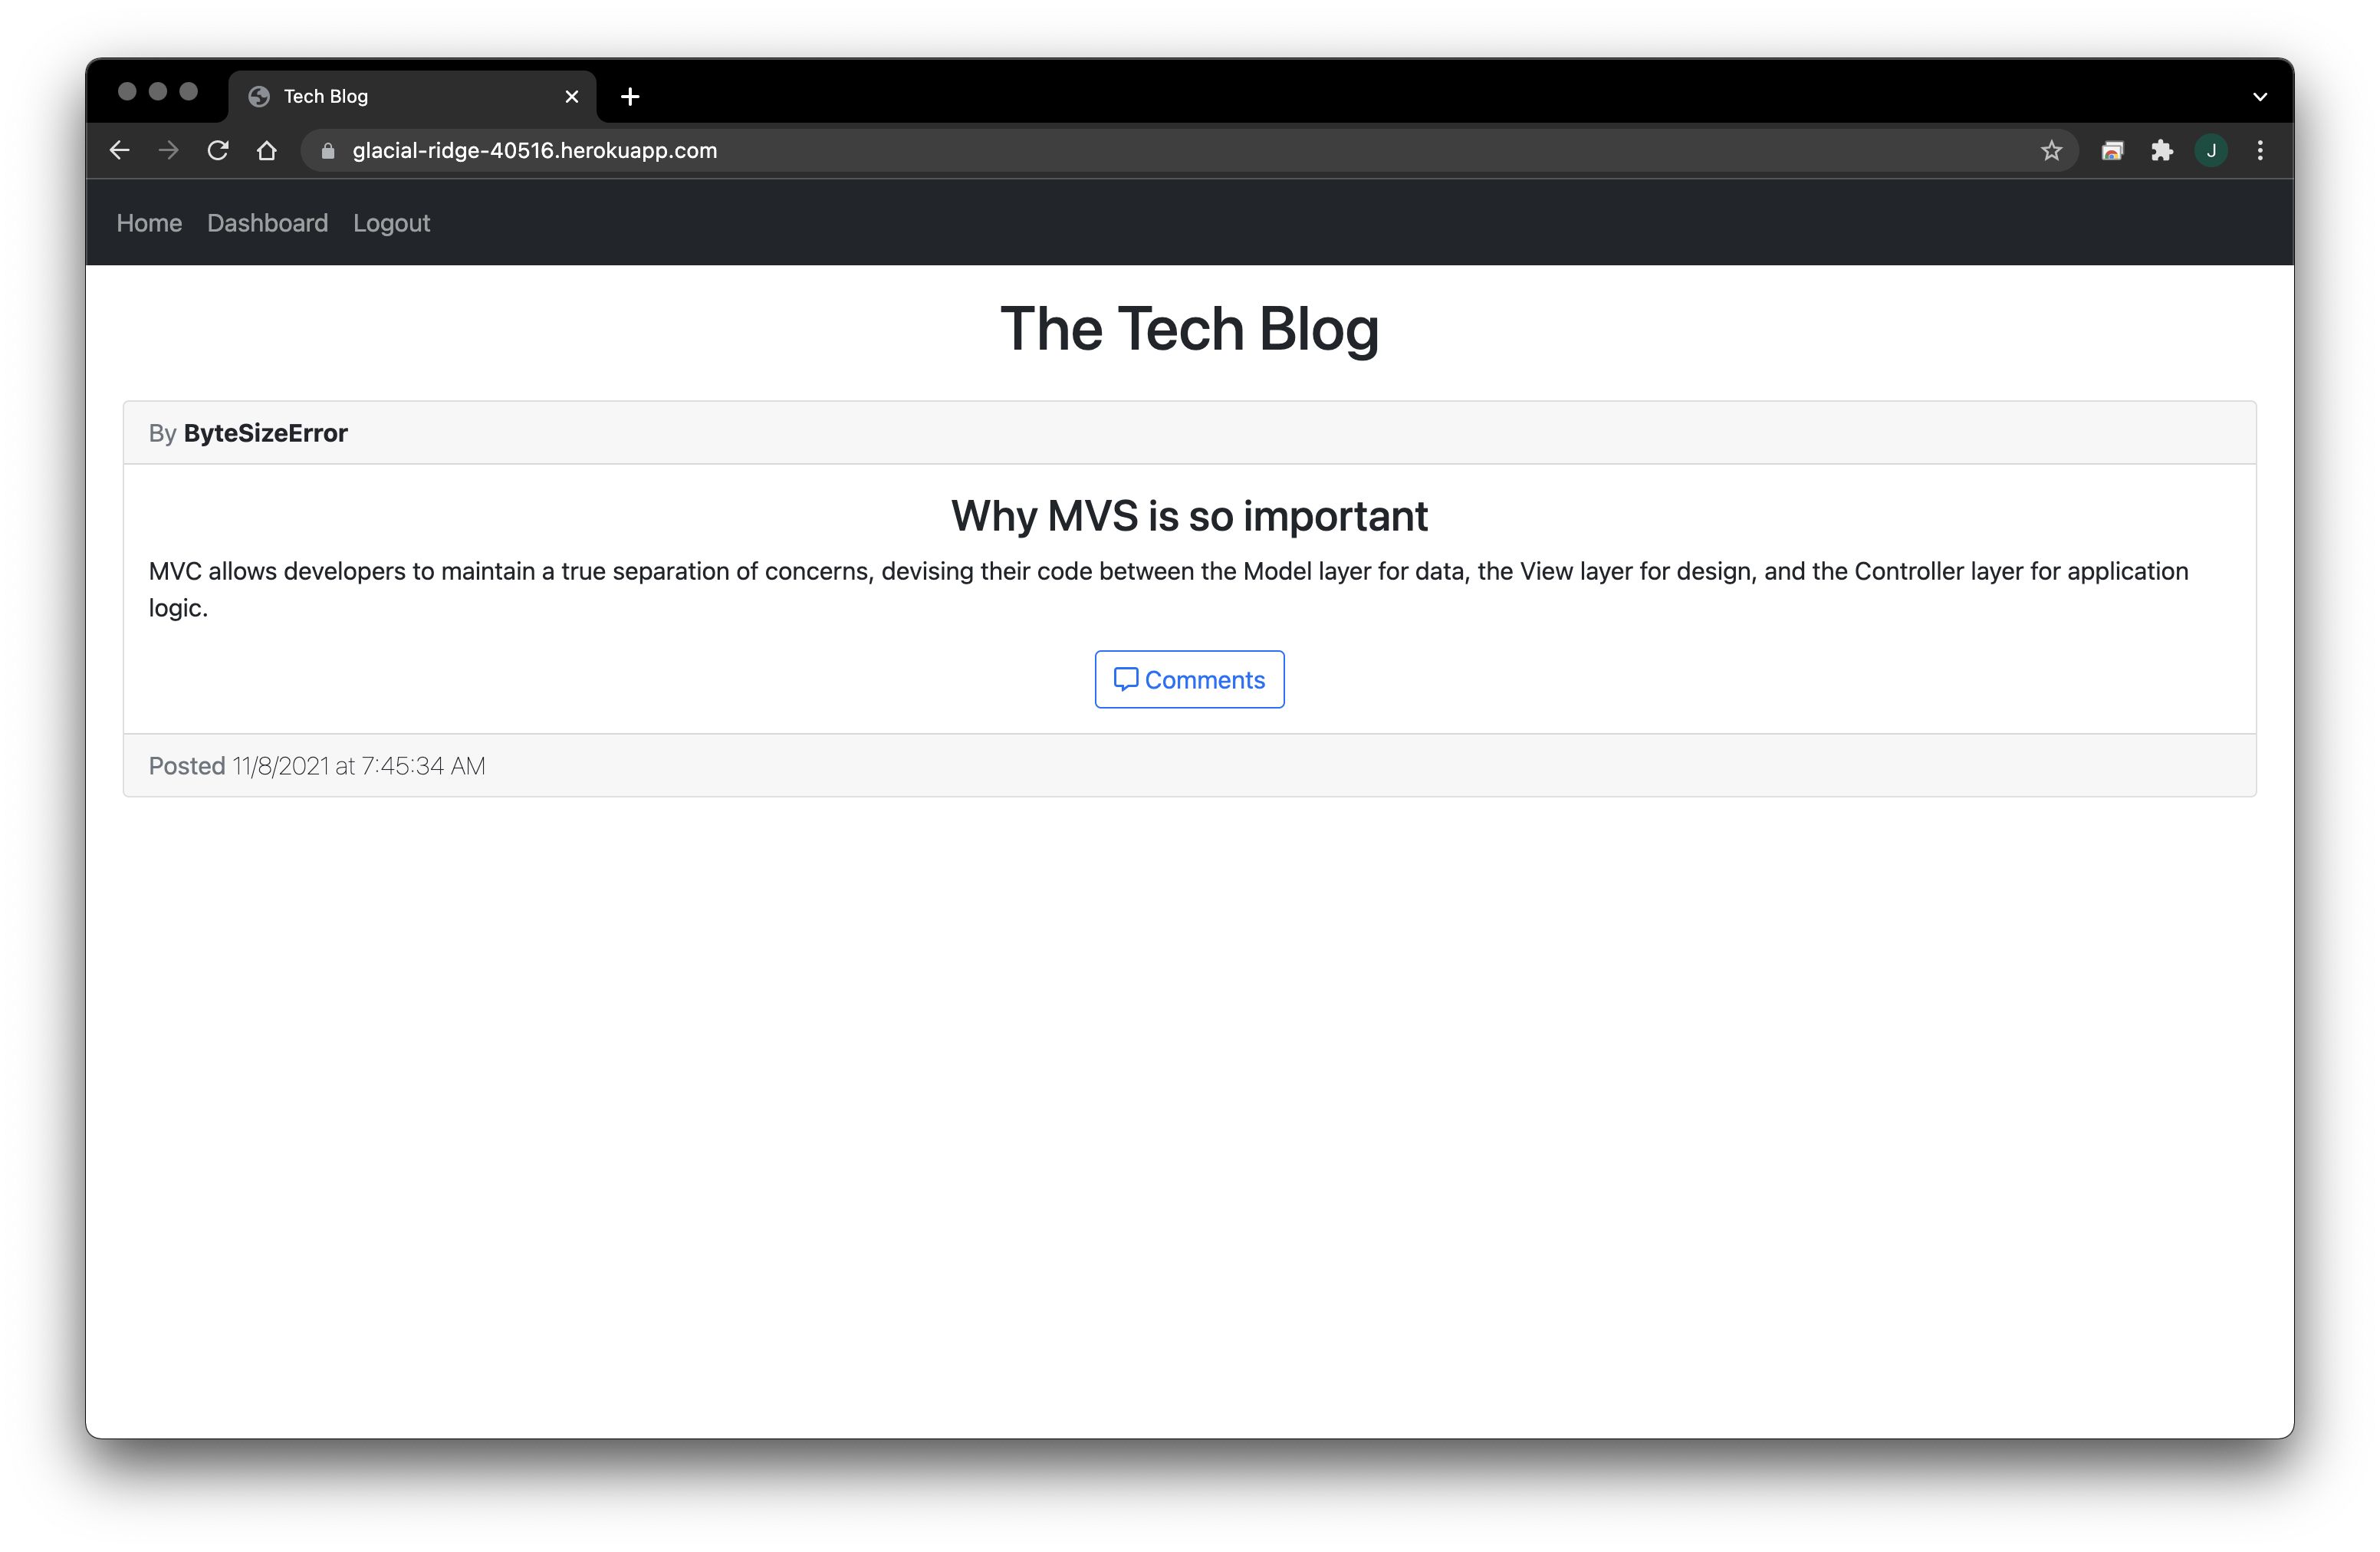 Tech Blog
glacial-ridge-40516.herokuapp.com
J
Home Dashboard Logout
The Tech Blog
By ByteSizeError
Why MVS is so important
MVC allows developers to maintain a true separation of concerns, devising their code between the Model layer for data, the View layer for design, and the Controller layer for application
logic.
Comments
Posted 11/8/2021 at 7:45:34 AM